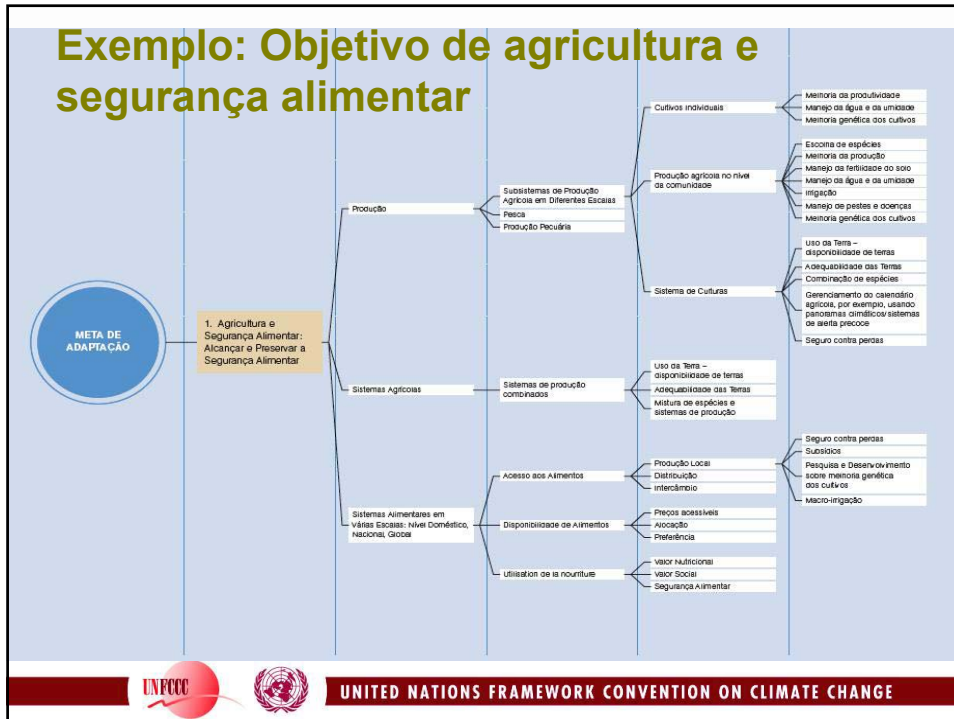 Exemplo: Objetivo de agricultura e
segurança alimentar
META DE
ADAPTAÇÃO
1. Agricultura e
Segurança Alimentar:
Alcançar e Preservar a
Segurança Alimentar
Produção
Subsistemas de Produção
Agrícola em Diferentes Escalas
Pesca
Produção Pecuária
Cultivos Individuais
Melhoria da produtividade
Manejo da água e da umidade
Melhoria genética dos cultivos
Produção agrícola no nível
da comunidade
Escolha de espécies
Melhoria da produção
Manejo da fertilidade do solo
Manejo da água e da umidade
Irrigação
Manejo de pestes e doenças
Melhoria genética dos cultivos
Sistema de Culturas
Uso da Terra –
disponibilidade de terras
Adequabilidade das Terras
Combinação de espécies
Gerenciamento do calendário
agrícola, por exemplo, usando
panoramas climáticos/sistemas
de alerta precoce
Seguro contra perdas
Sistemas Agrícolas
Sistemas de produção
combinados
Uso da Terra –
disponibilidade de terras
Adequabilidade das Terras
Mistura de espécies e
sistemas de produção
Sistemas Alimentares em
Várias Escalas: Nível Doméstico,
Nacional, Global
Acesso aos Alimentos
Produção Local
Distribuição
Intercâmbio
Seguro contra perdas
Subsídios
Pesquisa e Desenvolvimento
sobre melhoria genética
dos cultivos
Macro-irrigação
Disponibilidade de Alimentos
Preços acessíveis
Alocação
Preferência
Utilisation de la nourriture
Valor Nutricional
Valor Social
Segurança Alimentar
UNFCCC
UNITED NATIONS FRAMEWORK CONVENTION ON CLIMATE CHANGE